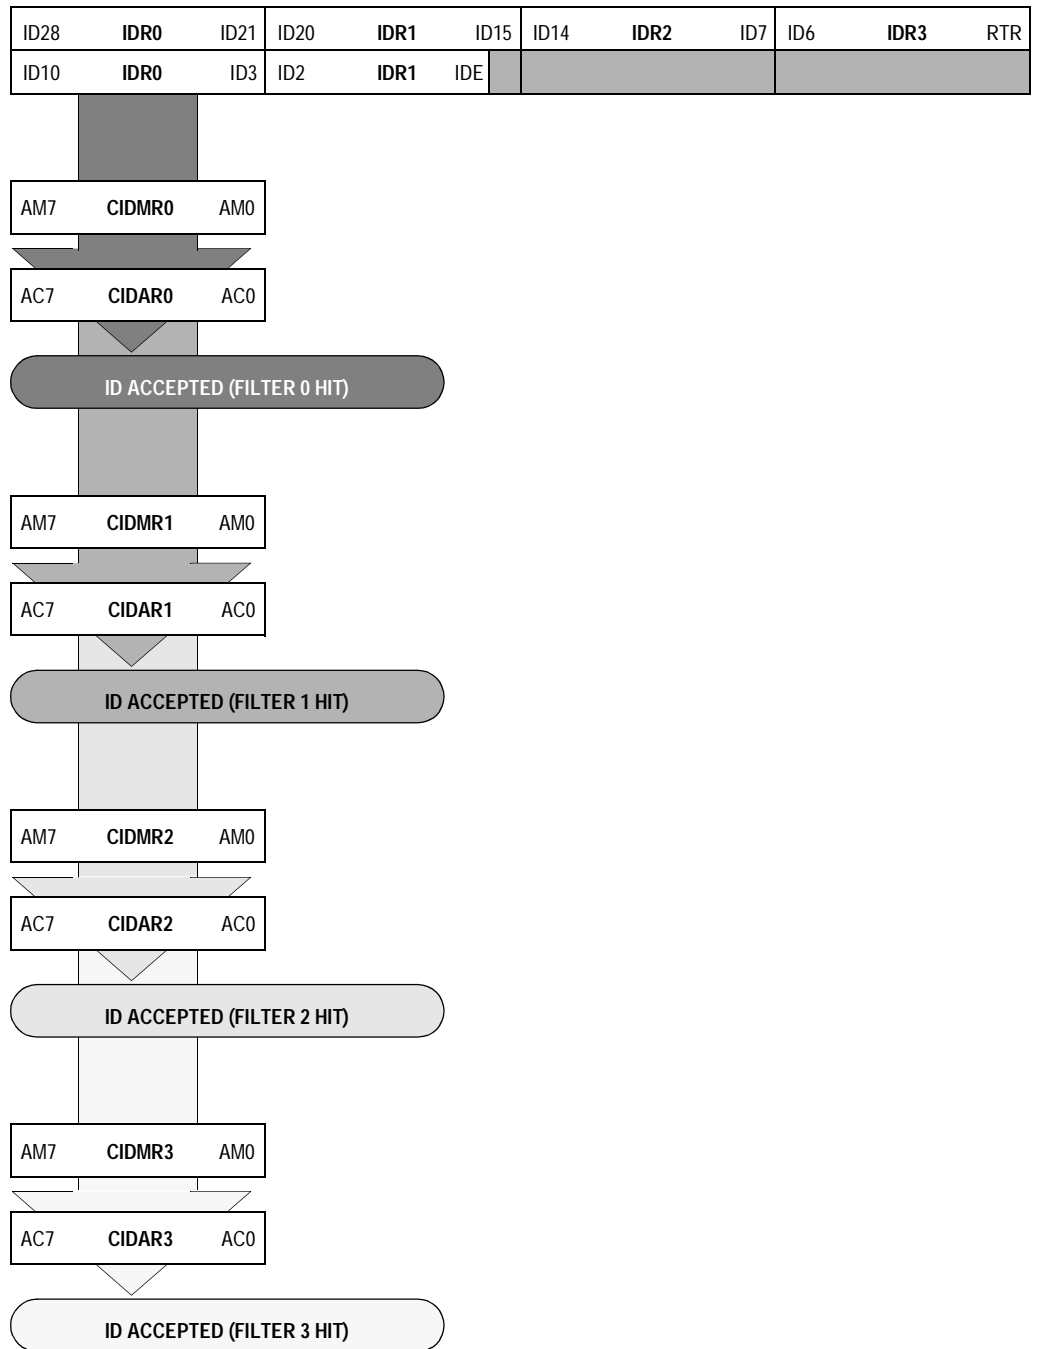 ID28 IDR0 ID21 ID20 IDR1 ID15 ID14 IDR2 ID7 ID6 IDR3 RTR
ID10 IDR0 ID3 ID2 IDR1 IDE
AM7 CIDMR0 AM0
AC7 CIDAR0 AC0
ID ACCEPTED (FILTER 0 HIT)
AM7 CIDMR1 AM0
AC7 CIDAR1 AC0
ID ACCEPTED (FILTER 1 HIT)
AM7 CIDMR2 AM0
AC7 CIDAR2 AC0
ID ACCEPTED (FILTER 2 HIT)
AM7 CIDMR3 AM0
AC7 CIDAR3 AC0
ID ACCEPTED (FILTER 3 HIT)